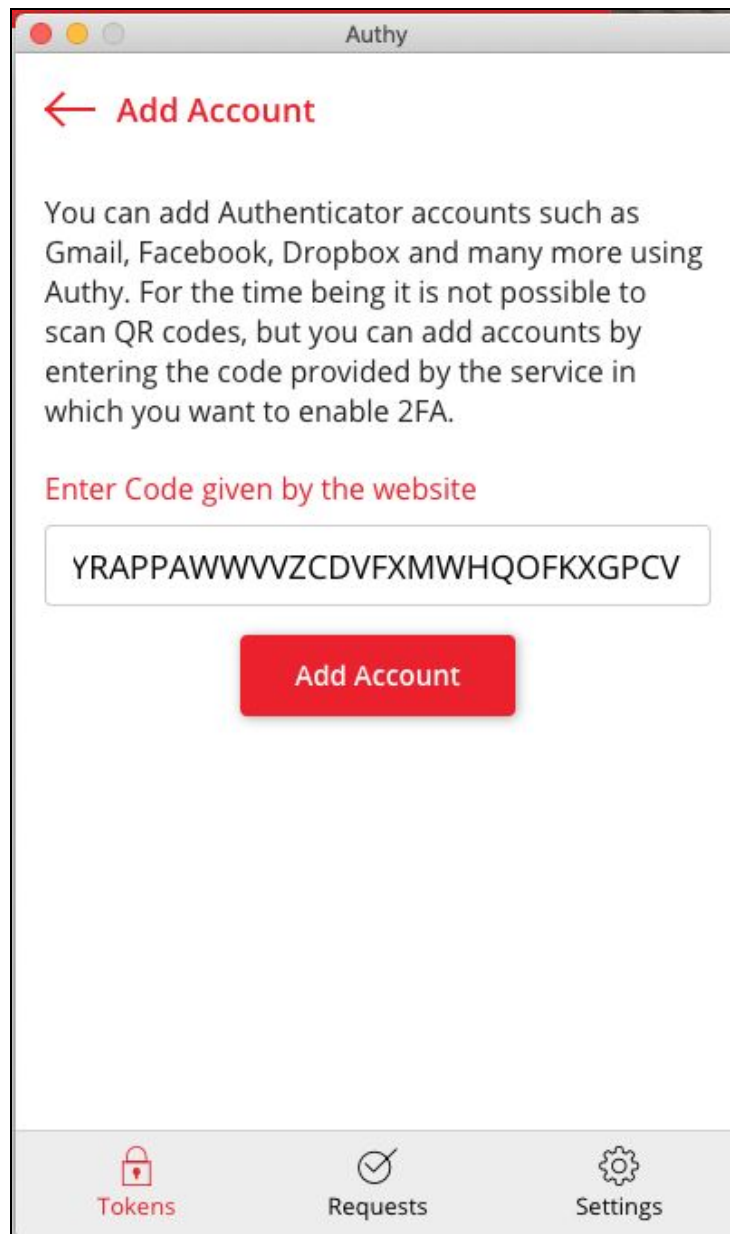 Authy
Add Account
You can add Authenticator accounts such as
Gmail, Facebook, Dropbox and many more using
Authy. For the time being it is not possible to
scan QR codes, but you can add accounts by
entering the code provided by the service in
which you want to enable 2FA.
Enter Code given by the website
YRAPPAWWVVZCDVFXMWHQOFKXGPCV
Add Account
Tokens Requests Settings